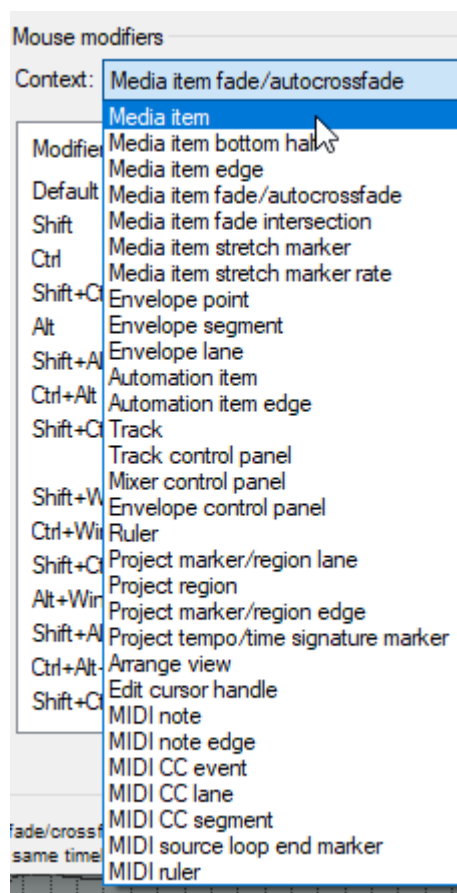 Mouse modifiers
Context: Media item fade/autocrossfade
Media item
Media item bottom half
Media item edge
Media item fade/autocrossfade
Media item fade intersection
Media item stretch marker
Media item stretch marker rate
Envelope point
Envelope segment
Envelope lane
Automation item
Automation item edge
Track
Track control panel
Mixer control panel
Envelope control panel
Ruler
Project marker/region lane
Project region
Project marker/region edge
Project tempo/time signature marker
Arrange view
Edit cursor handle
MIDI note
MIDI note edge
MIDI CC event
MIDI CC lane
MIDI CC segment
MIDI source loop end marker
MIDI ruler
Default
Shift
Ctrl
Alt
Ctrl+Alt
same